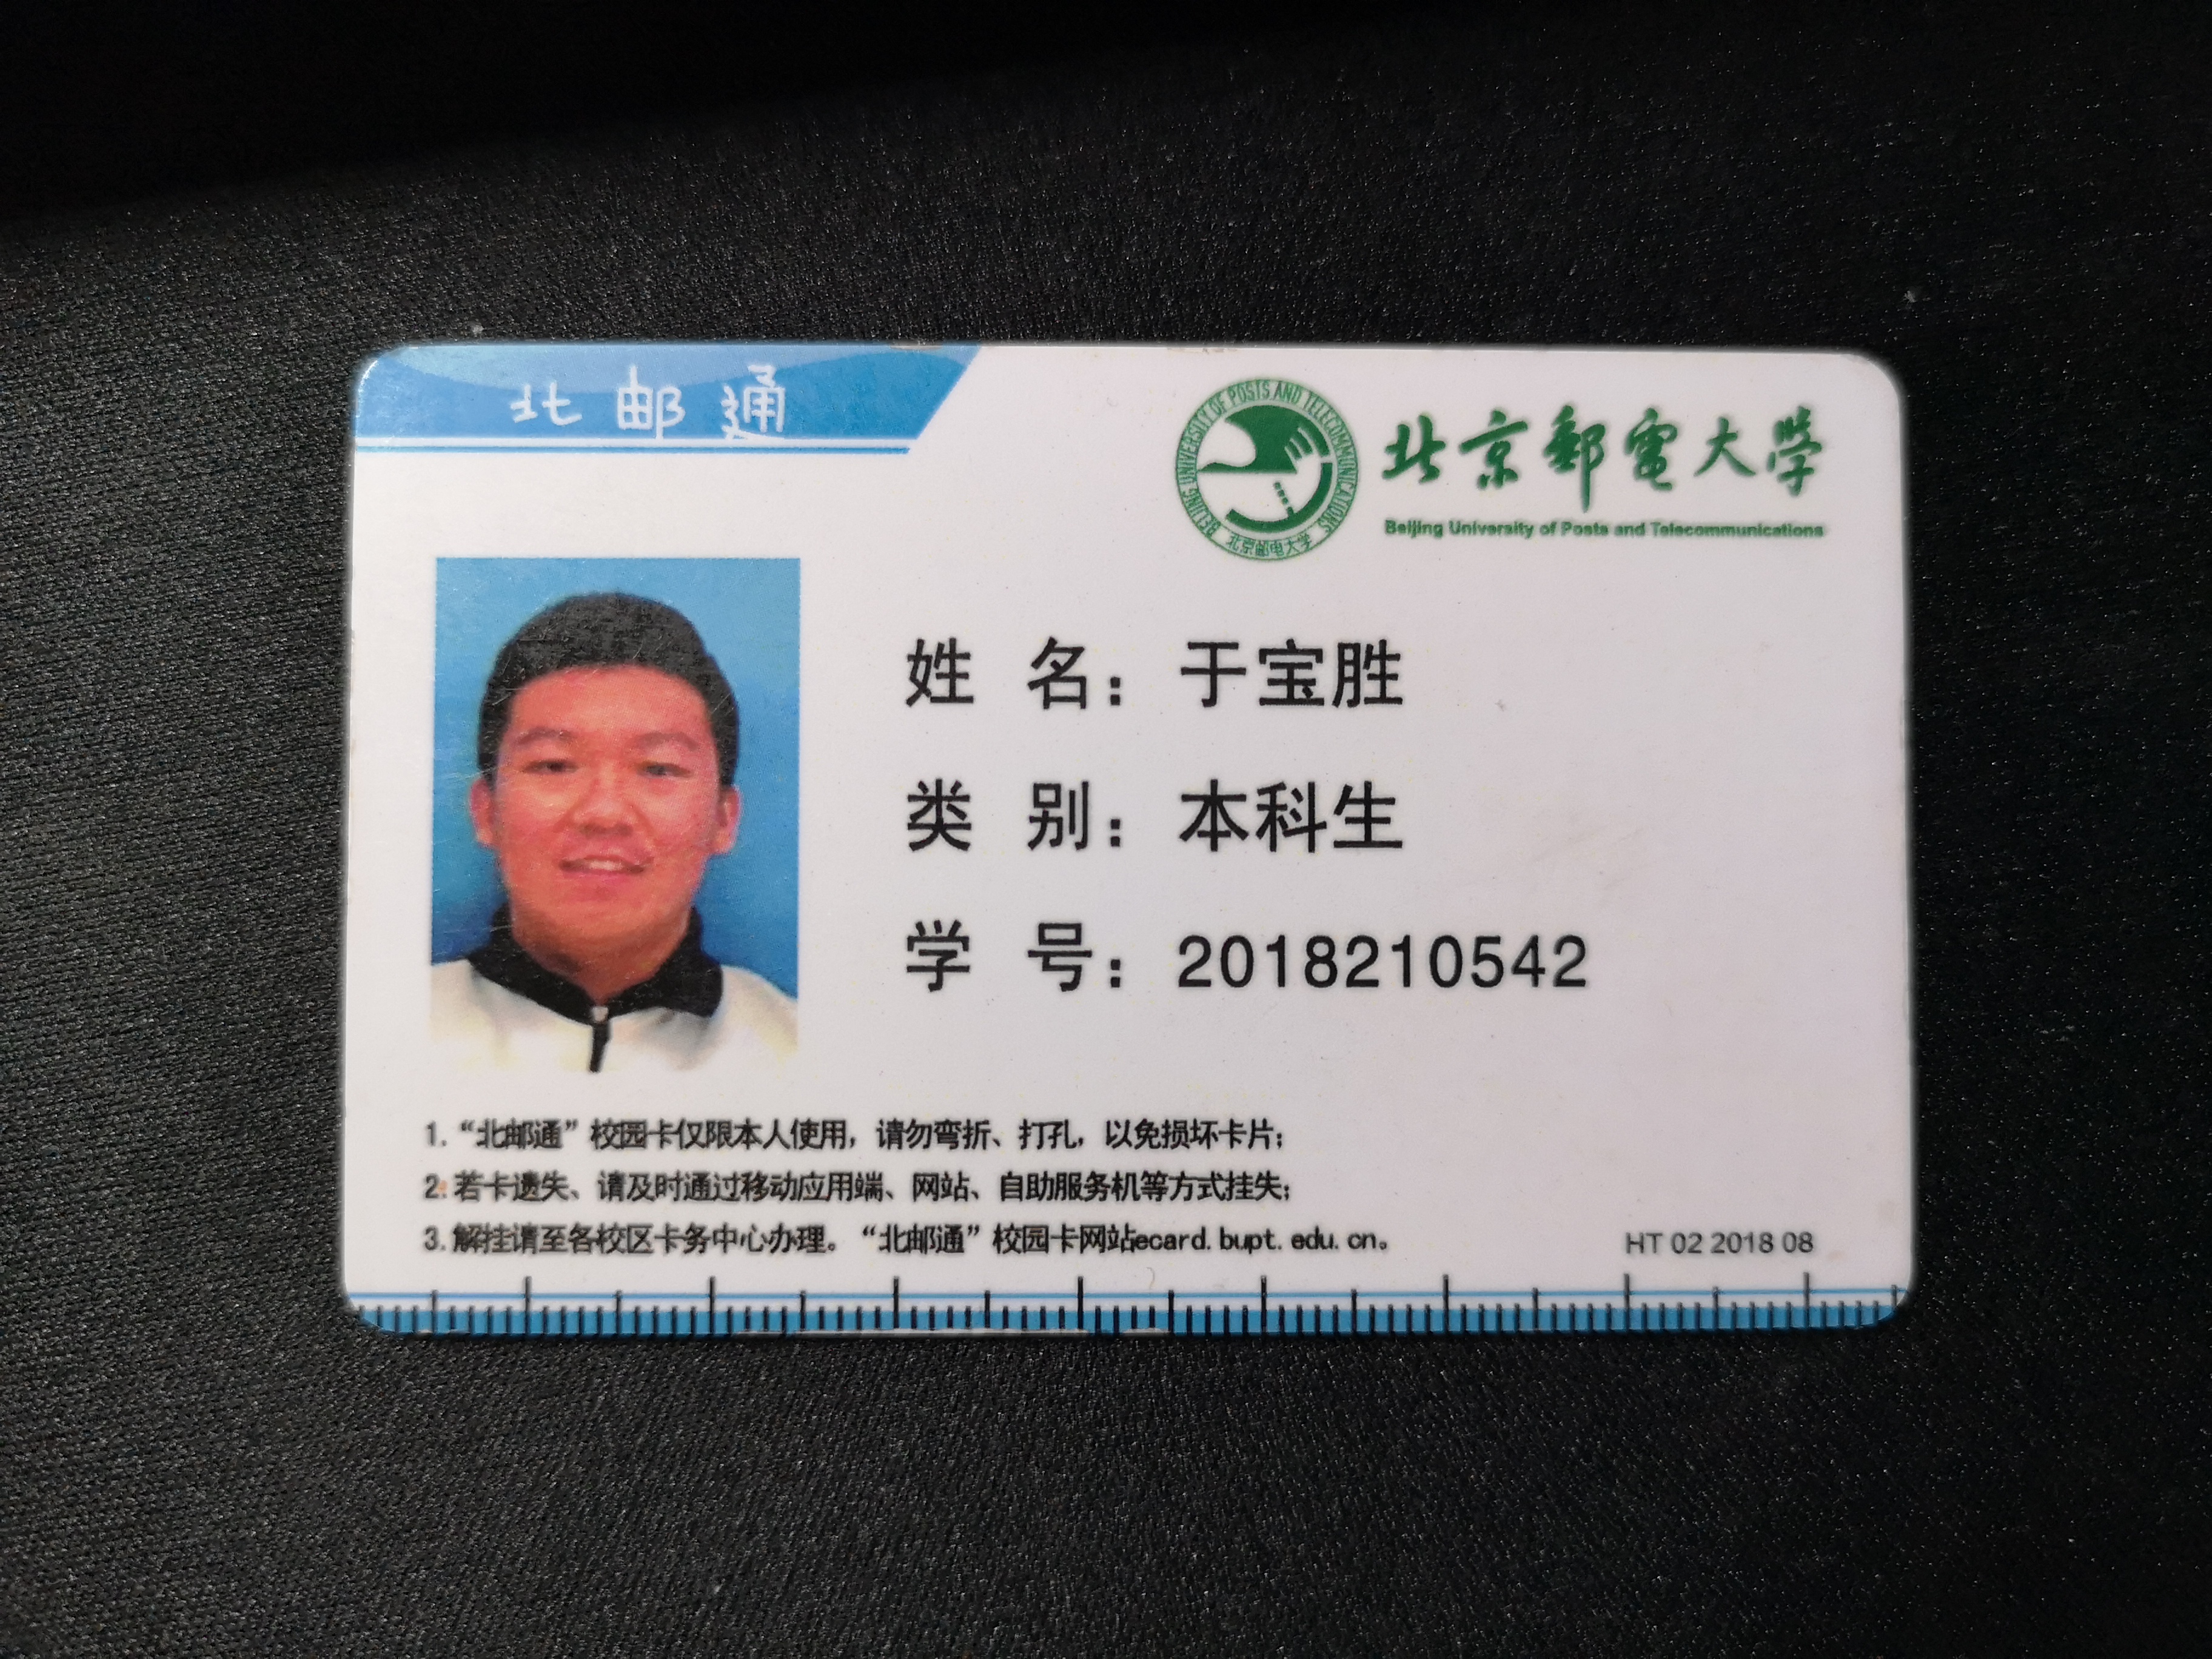 北邮通
BEIJING UNIVERSITY OF POSTS AND TELECOMMUNICATIONS
北京邮电大学
北京郵電大学
Beijing University of Posts and Telecommunications
姓 名：于宝胜
类 别：本科生
学 号：2018210542
1.“北邮通”校园卡仅限本人使用，请勿弯折、打孔，以免损坏卡片；
2.若卡遗失、请及时通过移动应用端、网站、自助服务机等方式挂失；
3.解挂请至各校区卡务中心办理。“北邮通”校园卡网站ecard.bupt.edu.cn。
HT 02 2018 08